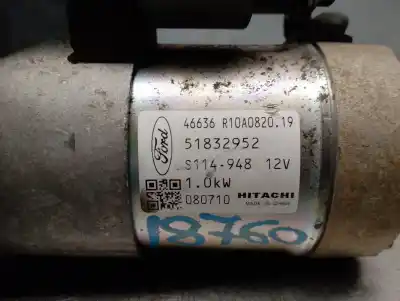 Ford
46636 R10A0820.19
51832952
S114-948 12V
1.0kW
HITACHI
080710
18760